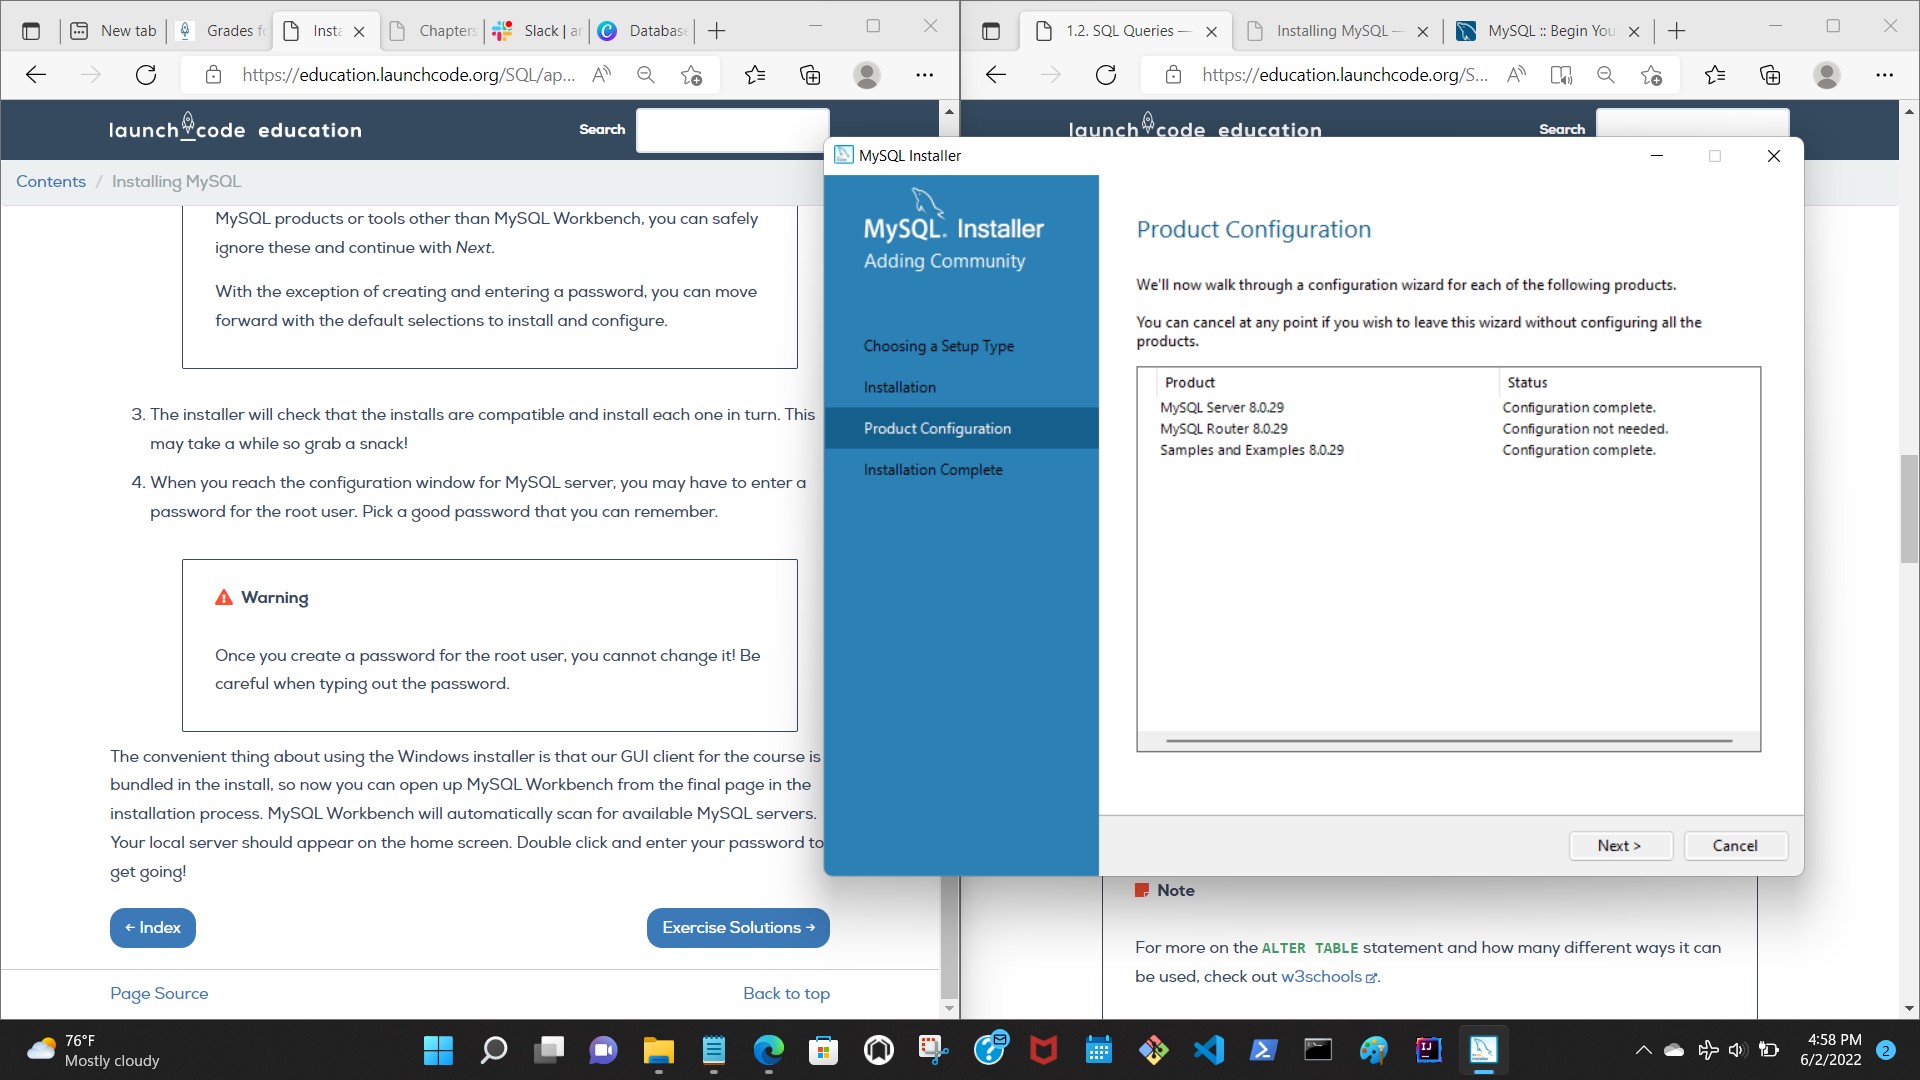 New tab
Grades fo
Insta
Chapters
Slack | ar
Database
https://education.launchcode.org/SQL/ap...
launch_code education
Search
Contents / Installing MySQL
MySQL products or tools other than MySQL Workbench, you can safely
ignore these and continue with Next.
With the exception of creating and entering a password, you can move
forward with the default selections to install and configure.
3. The installer will check that the installs are compatible and install each one in turn. This
may take a while so grab a snack!
4. When you reach the configuration window for MySQL server, you may have to enter a
password for the root user. Pick a good password that you can remember.
Warning
Once you create a password for the root user, you cannot change it! Be
careful when typing out the password.
The convenient thing about using the Windows installer is that our GUI client for the course is
bundled in the install, so now you can open up MySQL Workbench from the final page in the
installation process. MySQL Workbench will automatically scan for available MySQL servers.
Your local server should appear on the home screen. Double click and enter your password to
get going!
← Index
Exercise Solutions →
Page Source
Back to top
1.2. SQL Queries —
Installing MySQL —
MySQL :: Begin You
https://education.launchcode.org/S...
launch code education
Search
MySQL Installer
MySQL. Installer
Adding Community
Choosing a Setup Type
Installation
Product Configuration
Installation Complete
Product Configuration
We'll now walk through a configuration wizard for each of the following products.
You can cancel at any point if you wish to leave this wizard without configuring all the
products.
Product Status
MySQL Server 8.0.29 Configuration complete.
MySQL Router 8.0.29 Configuration not needed.
Samples and Examples 8.0.29 Configuration complete.
Next >
Cancel
Note
For more on the ALTER TABLE statement and how many different ways it can
be used, check out w3schools.
76°F
Mostly cloudy
4:58 PM
6/2/2022
2